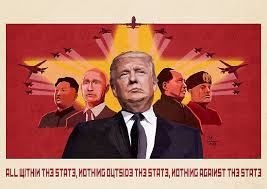 ALL WITHIN THE STATE, NOTHING OUTSIDE THE STATE, NOTHING AGAINST THE STATE